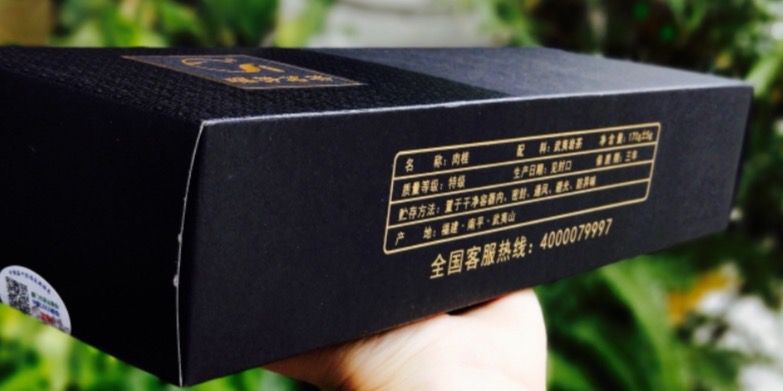 名 称：肉桂 配 料：武夷岩茶 净含量：170g±5g
质量等级：特级 生产日期：见封口 保质期：三年
贮存方法：置于干净容器内、密封、通风、避光、防异味
产 地：福建·南平·武夷山
全国客服热线：4000079997